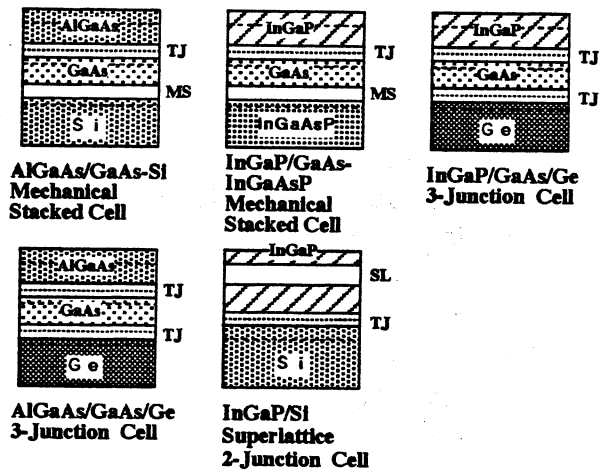 AlGaAs
TJ
GaAs
MS
Si
AlGaAs/GaAs-Si
Mechanical
Stacked Cell
InGaP
TJ
GaAs
MS
InGaAsP
InGaP/GaAs-
InGaAsP
Mechanical
Stacked Cell
InGaP
TJ
GaAs
TJ
Ge
InGaP/GaAs/Ge
3-Junction Cell
AlGaAs
TJ
GaAs
TJ
Ge
AlGaAs/GaAs/Ge
3-Junction Cell
InGaP
SL
TJ
Si
InGaP/Si
Superlattice
2-Junction Cell